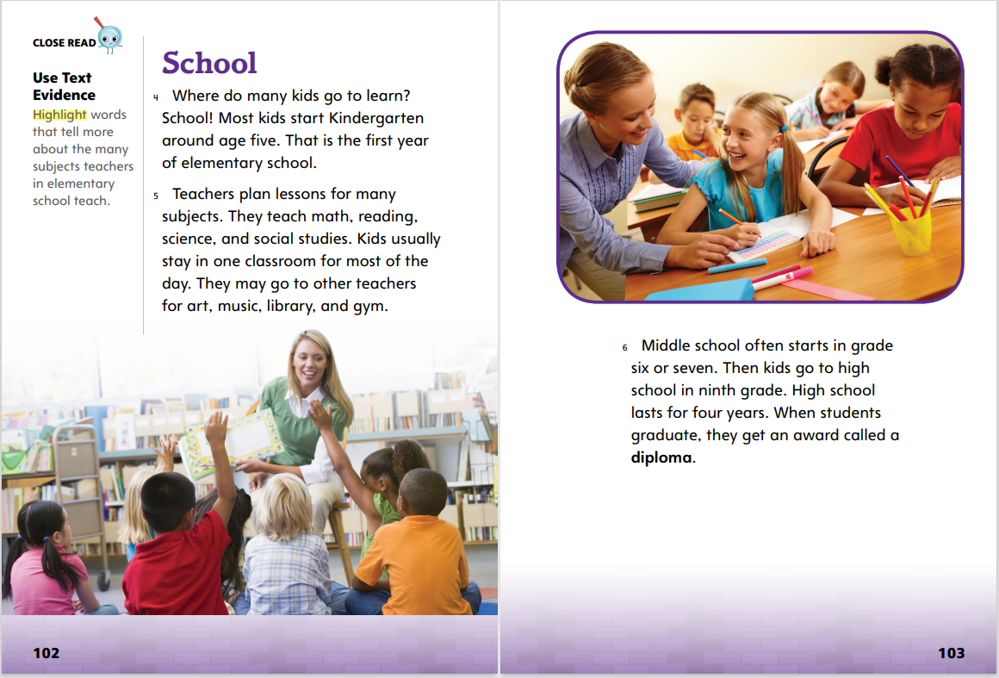 CLOSE READ
Use Text
Evidence
Highlight words
that tell more
about the many
subjects teachers
in elementary
school teach.
School
4 Where do many kids go to learn?
School! Most kids start Kindergarten
around age five. That is the first year
of elementary school.
5 Teachers plan lessons for many
subjects. They teach math, reading,
science, and social studies. Kids usually
stay in one classroom for most of the
day. They may go to other teachers
for art, music, library, and gym.
102
6 Middle school often starts in grade
six or seven. Then kids go to high
school in ninth grade. High school
lasts for four years. When students
graduate, they get an award called a
diploma.
103